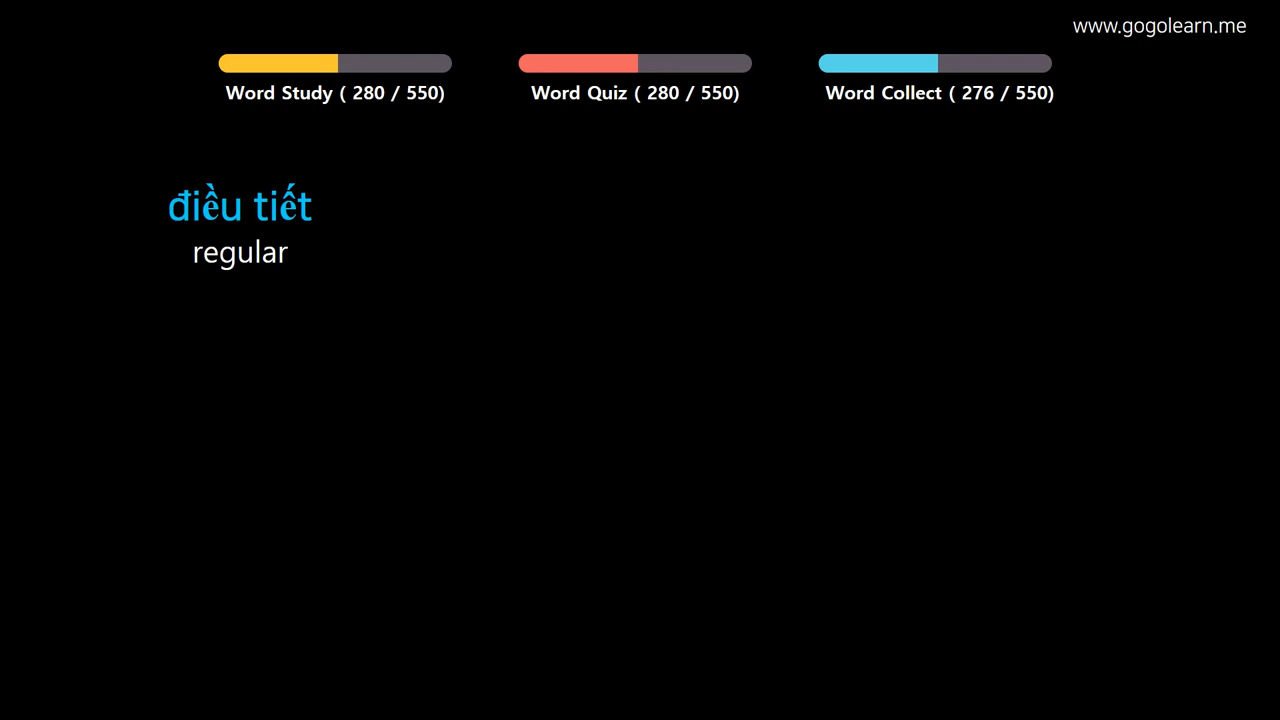 www.gogolearn.me
Word Study ( 280 / 550)
Word Quiz ( 280 / 550)
Word Collect ( 276 / 550)
điều tiết
regular